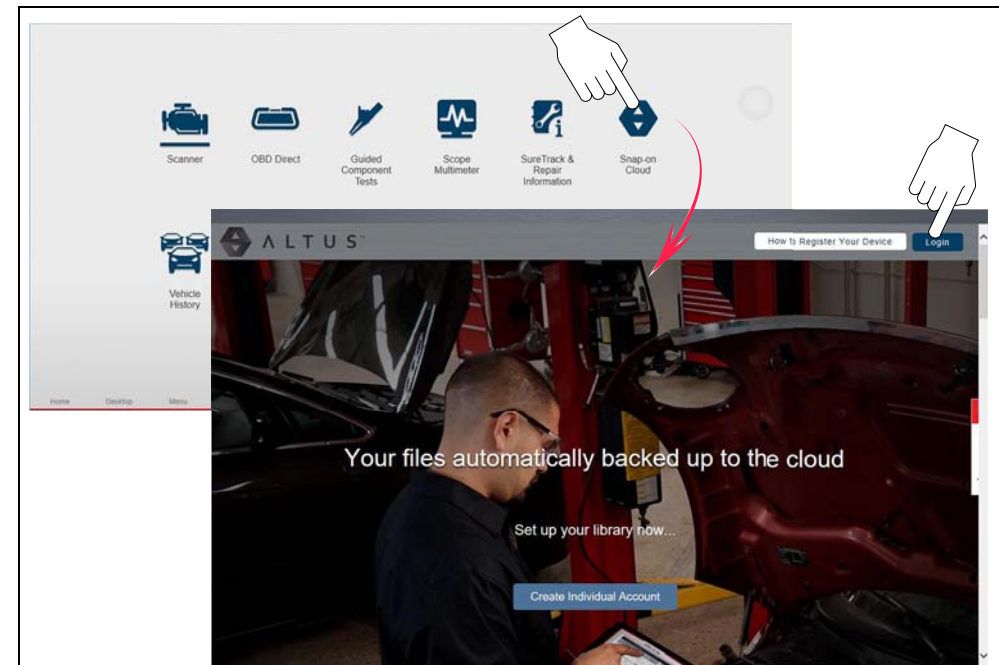 Scanner
OBD Direct
Guided
Component
Tests
Scope
Multimeter
SureTrack &
Repair
Information
Snap-on
Cloud
Vehicle
History
Home Desktop Menu
ALTUS™
How to Register Your Device
Login
Your files automatically backed up to the cloud
Set up your library now...
Create Individual Account